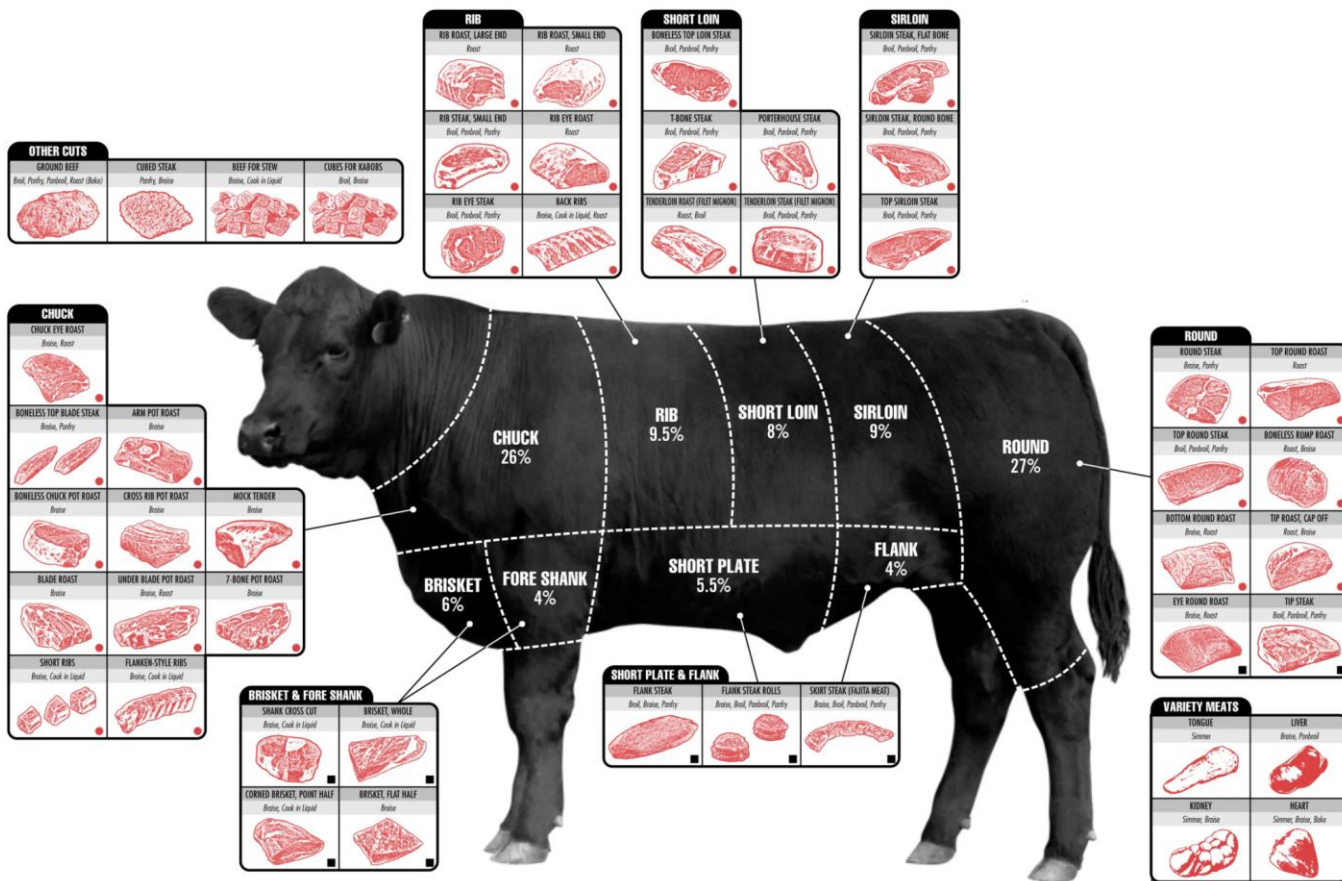 RIB
RIB ROAST, LARGE END
Roast
RIB ROAST, SMALL END
Roast
RIB STEAK, SMALL END
Broil, Panbroil, Panfry
RIB EYE ROAST
Roast
RIB EYE STEAK
Broil, Panbroil, Panfry
BACK RIBS
Braise, Cook in Liquid, Roast
SHORT LOIN
BONELESS TOP LOIN STEAK
Broil, Panbroil, Panfry
T-BONE STEAK
Broil, Panbroil, Panfry
PORTERHOUSE STEAK
Broil, Panbroil, Panfry
TENDERLOIN ROAST (FILET MIGNON)
Roast, Broil
TENDERLOIN STEAK (FILET MIGNON)
Broil, Panbroil, Panfry
SIRLOIN
SIRLOIN STEAK, FLAT BONE
Broil, Panbroil, Panfry
SIRLOIN STEAK, ROUND BONE
Broil, Panbroil, Panfry
TOP SIRLOIN STEAK
Broil, Panbroil, Panfry
OTHER CUTS
GROUND BEEF
Broil, Panfry, Panbroil, Roast (Bake)
CUBED STEAK
Panfry, Braise
BEEF FOR STEW
Braise, Cook in Liquid
CUBES FOR KABOBS
Broil, Braise
CHUCK
CHUCK EYE ROAST
Braise, Roast
BONELESS TOP BLADE STEAK
Braise, Panfry
ARM POT ROAST
Braise
BONELESS CHUCK POT ROAST
Braise
CROSS RIB POT ROAST
Braise
MOCK TENDER
Braise
BLADE ROAST
Braise
UNDER BLADE POT ROAST
Braise, Roast
7-BONE POT ROAST
Braise
SHORT RIBS
Braise, Cook in Liquid
FLANKEN-STYLE RIBS
Braise, Cook in Liquid
CHUCK
26%
RIB
9.5%
SHORT LOIN
8%
SIRLOIN
9%
ROUND
27%
BRISKET
6%
FORE SHANK
4%
SHORT PLATE
5.5%
FLANK
4%
ROUND
ROUND STEAK
Braise, Panfry
TOP ROUND ROAST
Roast
TOP ROUND STEAK
Broil, Panbroil, Panfry
BONELESS RUMP ROAST
Roast, Braise
BOTTOM ROUND ROAST
Braise, Roast
TIP ROAST, CAP OFF
Roast, Braise
EYE ROUND ROAST
Braise, Roast
TIP STEAK
Broil, Panbroil, Panfry
BRISKET & FORE SHANK
SHANK CROSS CUT
Braise, Cook in Liquid
BRISKET, WHOLE
Braise, Cook in Liquid
CORNED BRISKET, POINT HALF
Braise, Cook in Liquid
BRISKET, FLAT HALF
Braise
SHORT PLATE & FLANK
FLANK STEAK
Broil, Braise, Panfry
FLANK STEAK ROLLS
Braise, Broil, Panbroil, Panfry
SKIRT STEAK (FAJITA MEAT)
Braise, Broil, Panbroil, Panfry
VARIETY MEATS
TONGUE
Simmer
LIVER
Braise, Panbroil
KIDNEY
Simmer, Braise
HEART
Simmer, Braise, Bake